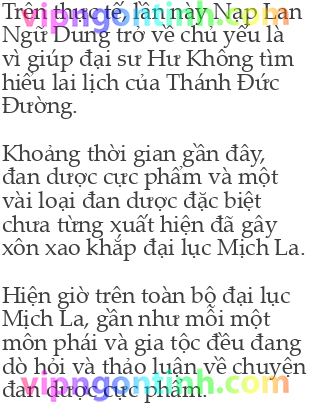 vipngontinh.com
Trên thực tế, lần này Nạp Lan
Ngữ Dung trở về chủ yếu là
vì giúp đại sư Hư Không tìm
hiểu lai lịch của Thánh Đức
Đường.
Khoảng thời gian gần đây,
đan dược cực phẩm và một
vài loại đan dược đặc biệt
chưa từng xuất hiện đã gây
xôn xao khắp đại lục Mịch La.
Hiện giờ trên toàn bộ đại lục
Mịch La, gần như mỗi một
môn phái và gia tộc đều đang
dò hỏi và thảo luận về chuyện
đan dược cực phẩm.
vipngontinh.com